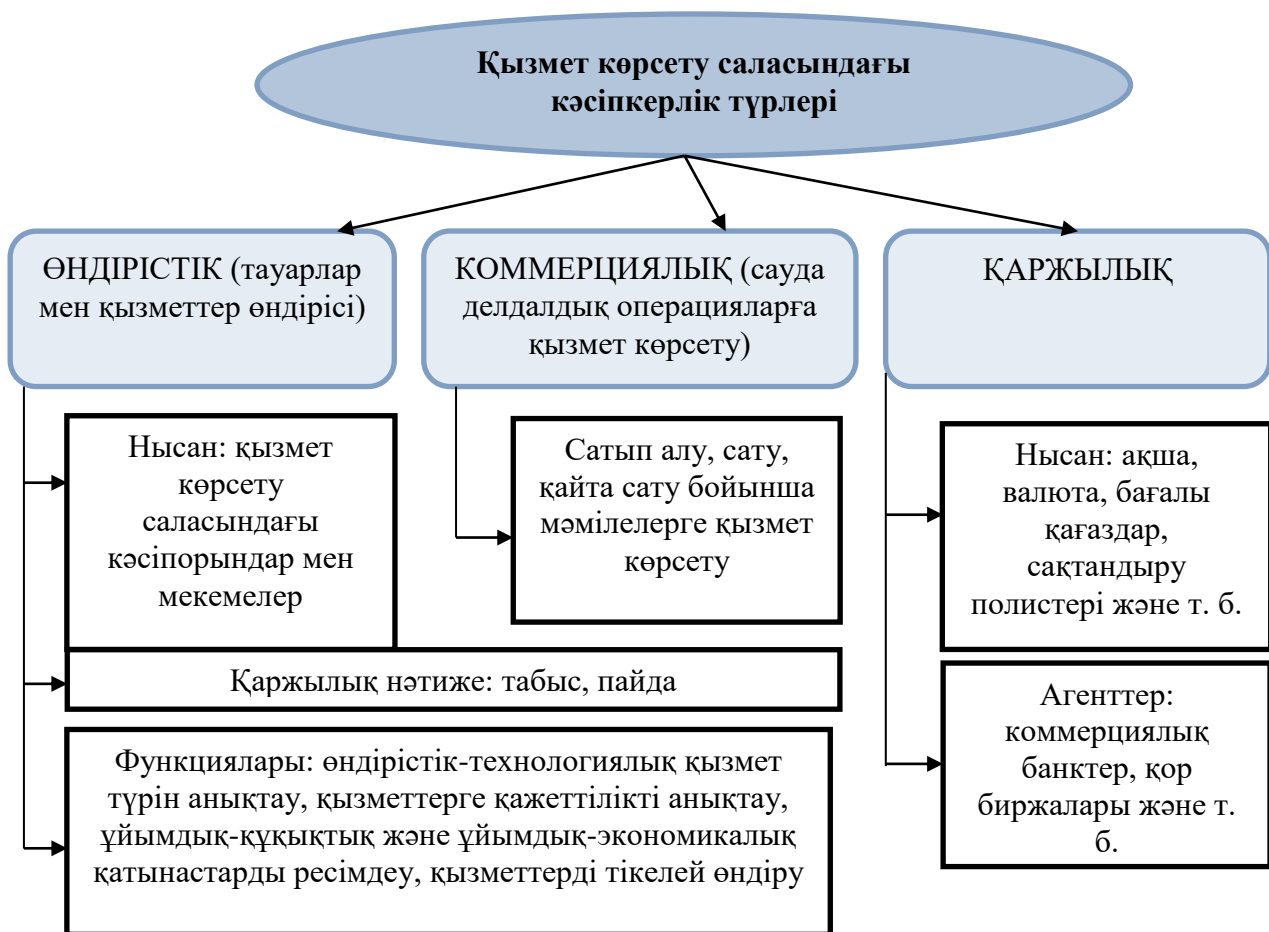 Қызмет көрсету саласындағы
кәсіпкерлік түрлері
ӨНДІРІСТІК (тауарлар
мен қызметтер өндірісі)
КОММЕРЦИЯЛЫҚ (сауда
делдалдық операцияларға
қызмет көрсету)
ҚАРЖЫЛЫҚ
Нысан: қызмет
көрсету
саласындағы
кәсіпорындар мен
мекемелер
Сатып алу, сату,
қайта сату бойынша
мәмілелерге қызмет
көрсету
Нысан: ақша,
валюта, бағалы
қағаздар,
сақтандыру
полистері және т. б.
Қаржылық нәтиже: табыс, пайда
Функциялары: өндірістік-технологиялық қызмет
түрін анықтау, қызметтерге қажеттілікті анықтау,
ұйымдық-құқықтық және ұйымдық-экономикалық
қатынастарды ресімдеу, қызметтерді тікелей өндіру
Агенттер:
коммерциялық
банктер, қор
биржалары және т.
б.